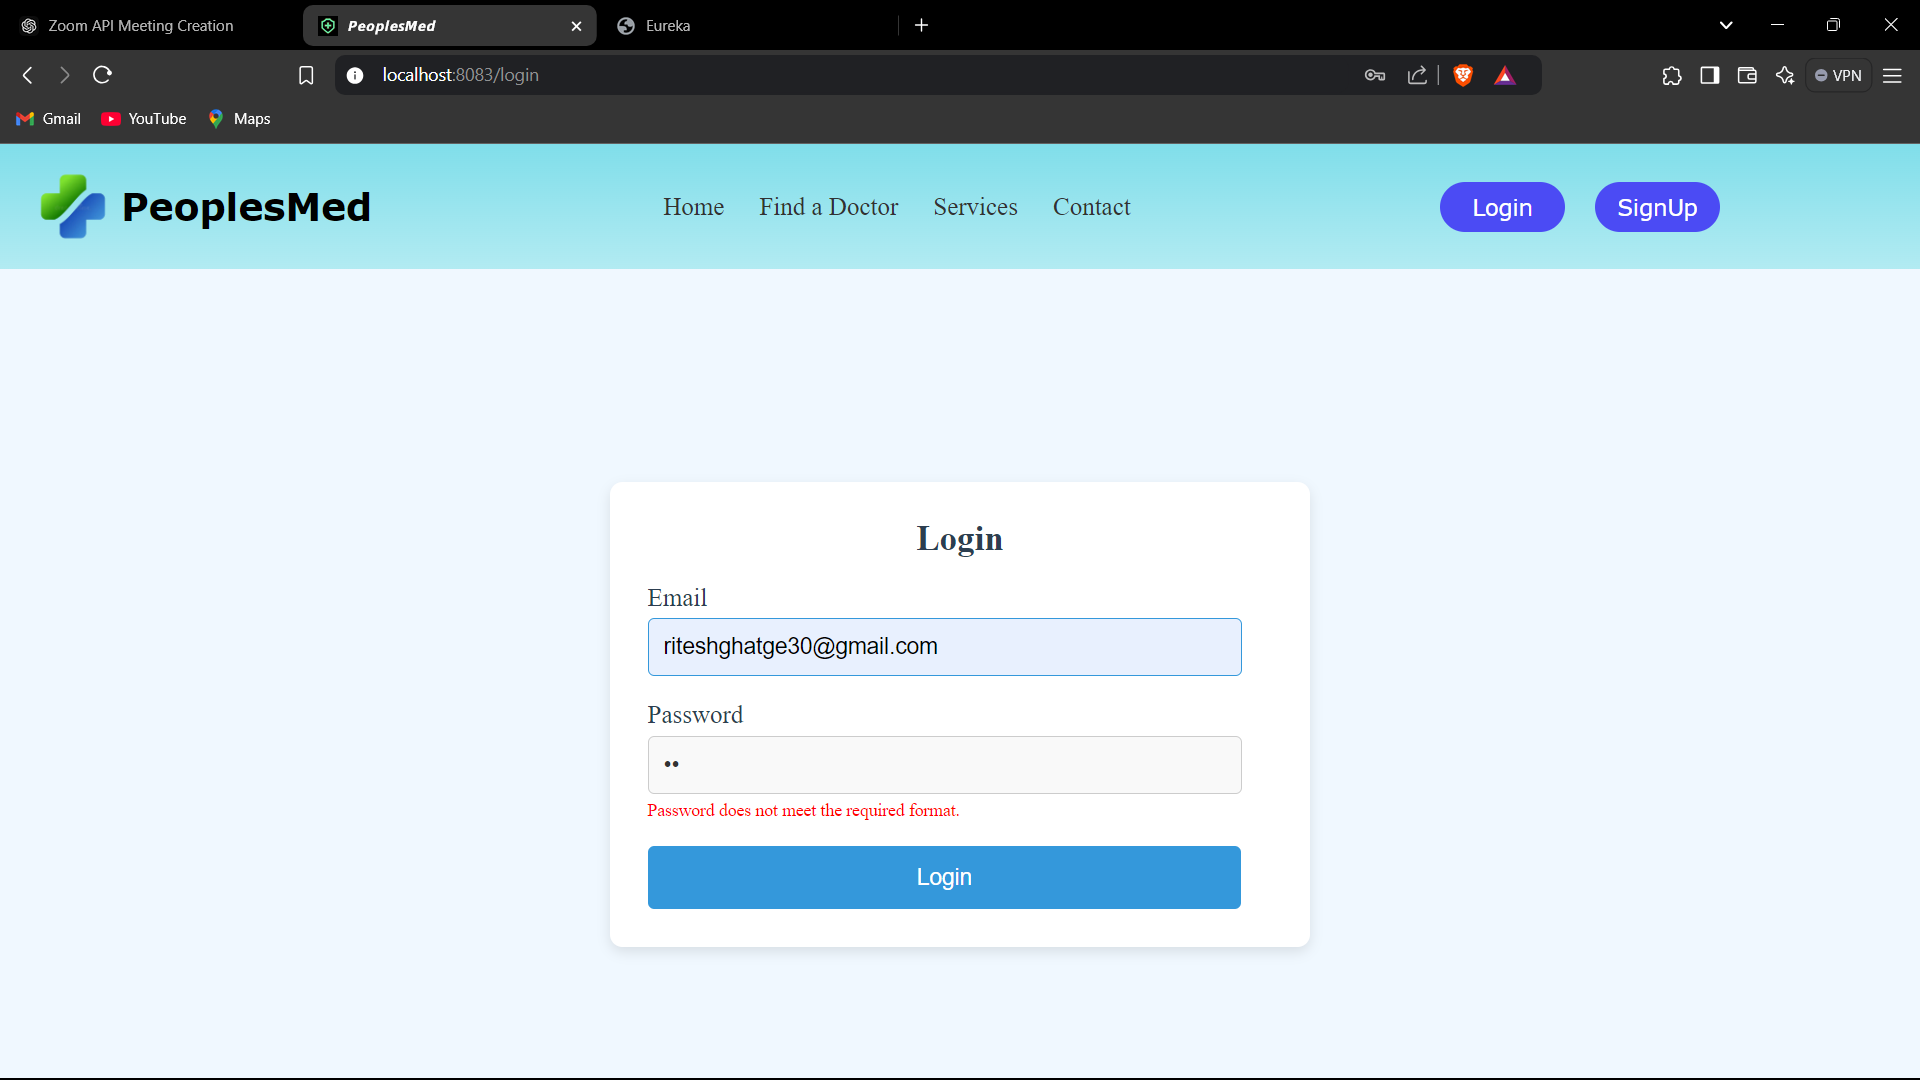 Zoom API Meeting Creation
PeoplesMed
Eureka
localhost:8083/login
VPN
Gmail
YouTube
Maps
PeoplesMed
Home
Find a Doctor
Services
Contact
Login
SignUp
Login
Email
riteshghatge30@gmail.com
Password
••
Password does not meet the required format.
Login